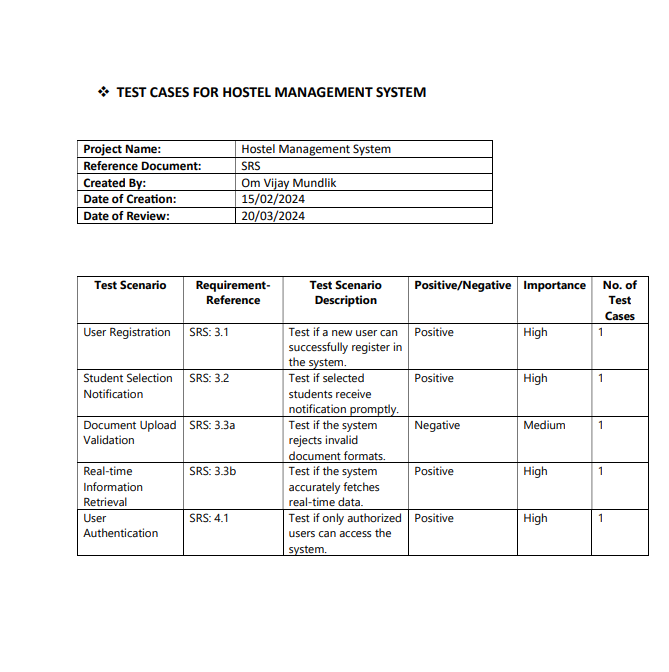 ❖ TEST CASES FOR HOSTEL MANAGEMENT SYSTEM
Project Name: Hostel Management System
Reference Document: SRS
Created By: Om Vijay Mundlik
Date of Creation: 15/02/2024
Date of Review: 20/03/2024
Test Scenario Requirement- Test Scenario Positive/Negative Importance No. of
Reference Description Test
Cases
User Registration SRS: 3.1 Test if a new user can Positive High 1
successfully register in
the system.
Student Selection SRS: 3.2 Test if selected Positive High 1
Notification students receive
notification promptly.
Document Upload SRS: 3.3a Test if the system Negative Medium 1
Validation rejects invalid
document formats.
Real-time SRS: 3.3b Test if the system Positive High 1
Information accurately fetches
Retrieval real-time data.
User SRS: 4.1 Test if only authorized Positive High 1
Authentication users can access the
system.